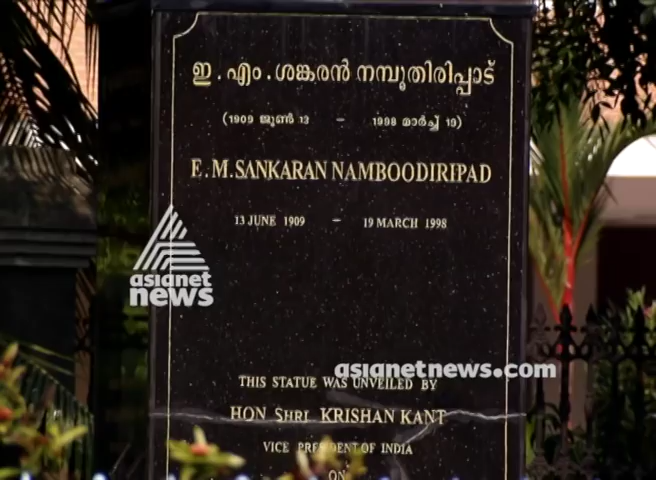 ഇ . എം . ശങ്കരൻ നമ്പൂതിരിപ്പാട്
(1909 ജൂൺ 13 - 1998 മാർച്ച് 19)
E . M . SANKARAN NAMBOODIRIPAD
13 JUNE 1909 - 19 MARCH 1998
asianet
news
asianetnews.com
THIS STATUE WAS UNVEILED BY
HON SHRI KRISHAN KANT
VICE PRESIDENT OF INDIA
ON